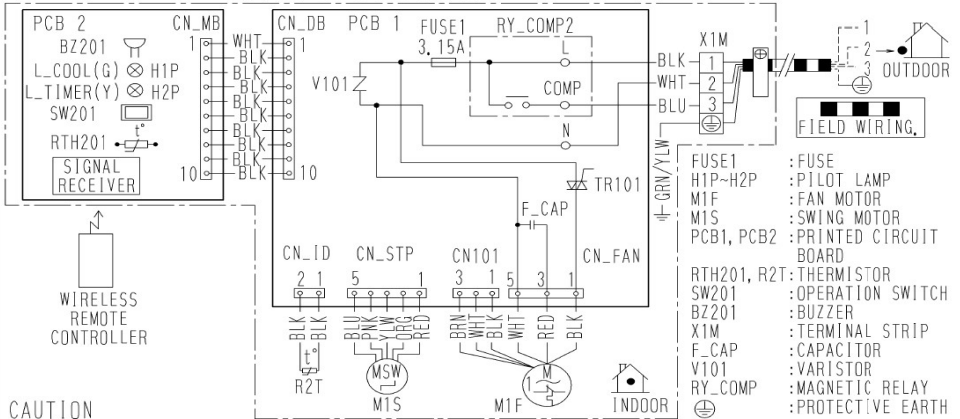 PCB 2
CN_MB
CN_DB
PCB 1
FUSE1
3.15A
RY_COMP2
X1M
BZ201
L_COOL(G) H1P
L_TIMER(Y) H2P
SW201
RTH201
t°
SIGNAL
RECEIVER
1
10
WHT
BLK
BLK
BLK
BLK
BLK
BLK
BLK
BLK
BLK
1
10
V101
L
COMP
N
BLK
WHT
BLU
1
2
3
GRN/YLW
1
2
3
OUTDOOR
FIELD WIRING.
TR101
F_CAP
CN_ID
CN_STP
CN101
CN_FAN
2 1
5 1
3 1
5 3 1
BLK
BLK
BLU
PNK
YLW
ORG
RED
BRN
WHT
BLK
WHT
RED
BLK
t°
R2T
MSW
M1S
M
1
M1F
INDOOR
WIRELESS
REMOTE
CONTROLLER
FUSE1 :FUSE
H1P~H2P :PILOT LAMP
M1F :FAN MOTOR
M1S :SWING MOTOR
PCB1, PCB2 :PRINTED CIRCUIT
BOARD
RTH201, R2T:THERMISTOR
SW201 :OPERATION SWITCH
BZ201 :BUZZER
X1M :TERMINAL STRIP
F_CAP :CAPACITOR
V101 :VARISTOR
RY_COMP :MAGNETIC RELAY
:PROTECTIVE EARTH
CAUTION